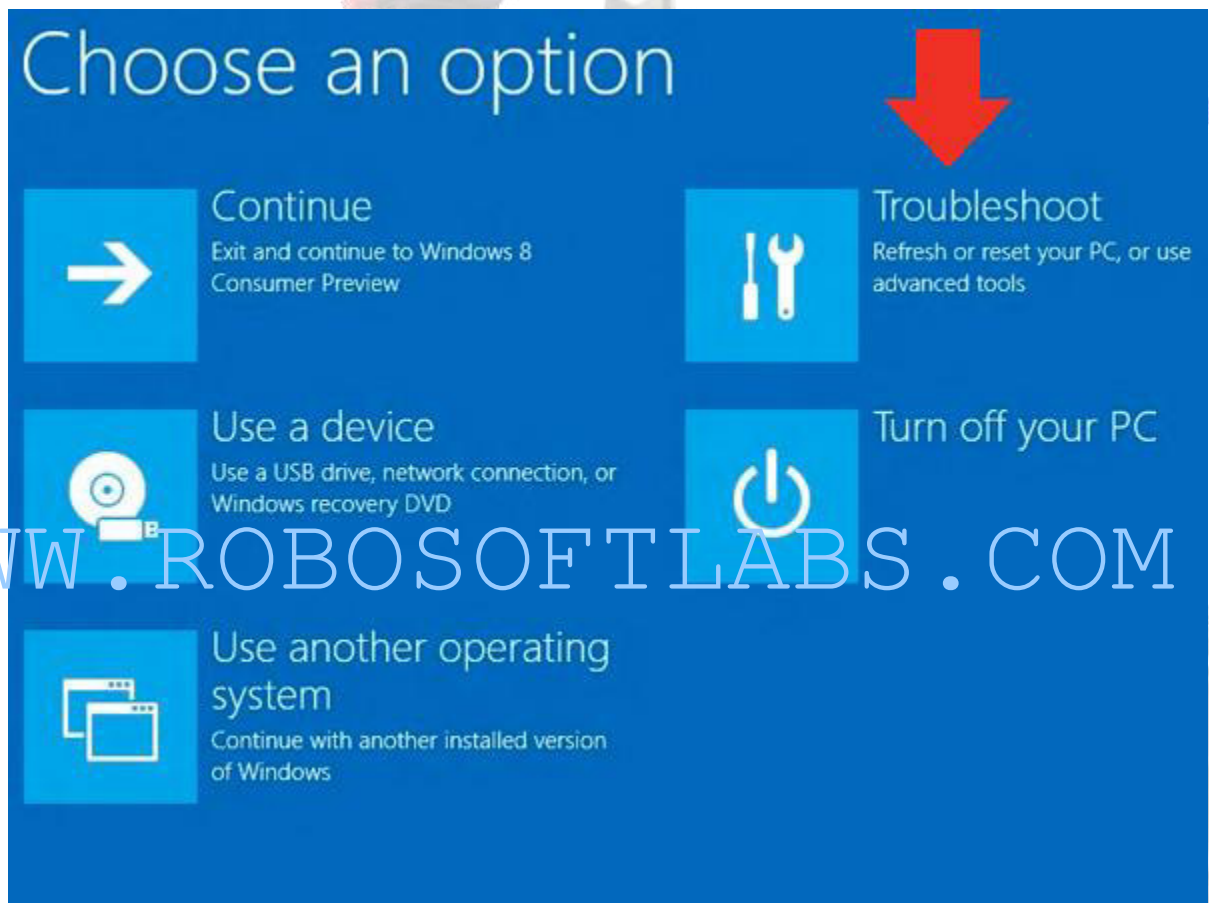 Choose an option
Continue
Exit and continue to Windows 8
Consumer Preview
Troubleshoot
Refresh or reset your PC, or use
advanced tools
Use a device
Use a USB drive, network connection, or
Windows recovery DVD
Turn off your PC
WW.ROBOSOFTLABS.COM
Use another operating
system
Continue with another installed version
of Windows